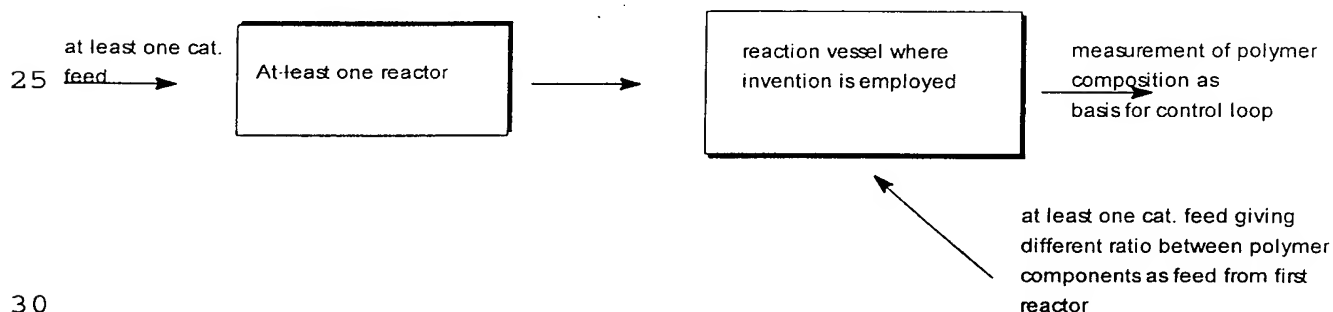 at least one cat.
feed
25
At least one reactor
reaction vessel where
invention is employed
measurement of polymer
composition as
basis for control loop
at least one cat. feed giving
different ratio between polymer
components as feed from first
reactor
30